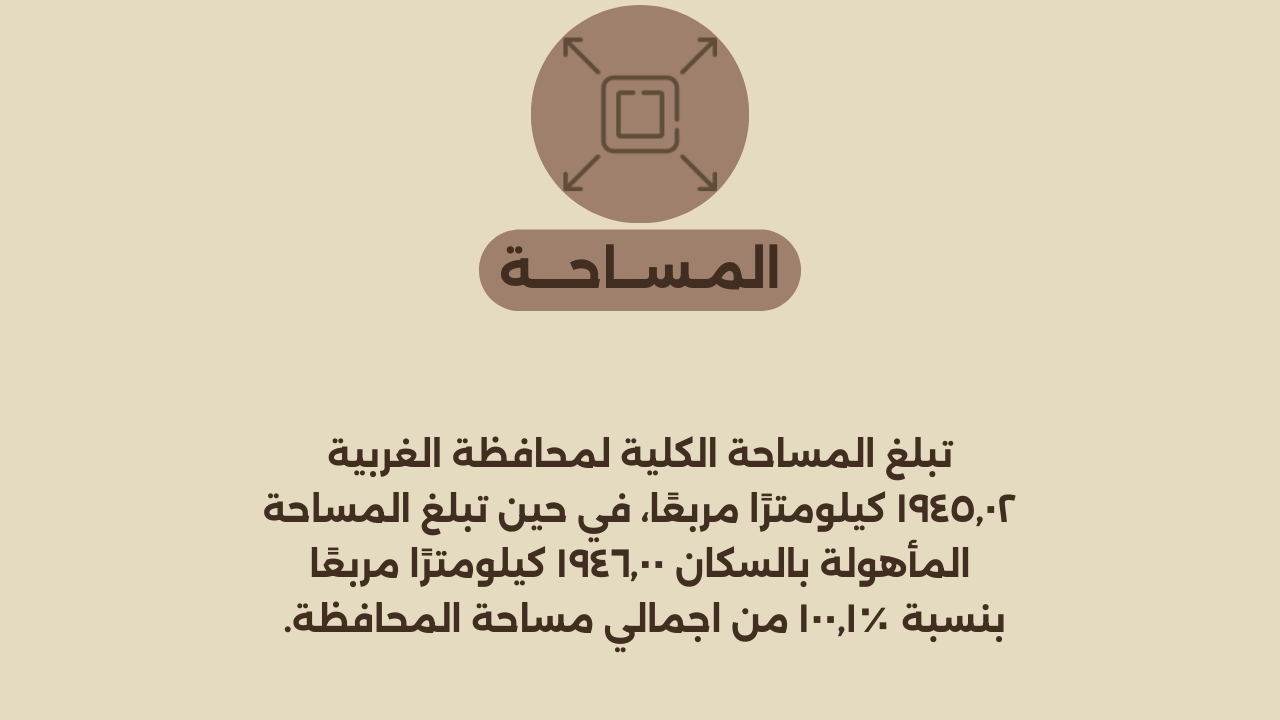 المساحة
تبلغ المساحة الكلية لمحافظة الغربية
١٩٤٥,٠٢ كيلومترًا مربعًا، في حين تبلغ المساحة
المأهولة بالسكان ١٩٤٦,٠٠ كيلومترًا مربعًا
بنسبة ١٠٠,١٪ من اجمالي مساحة المحافظة.